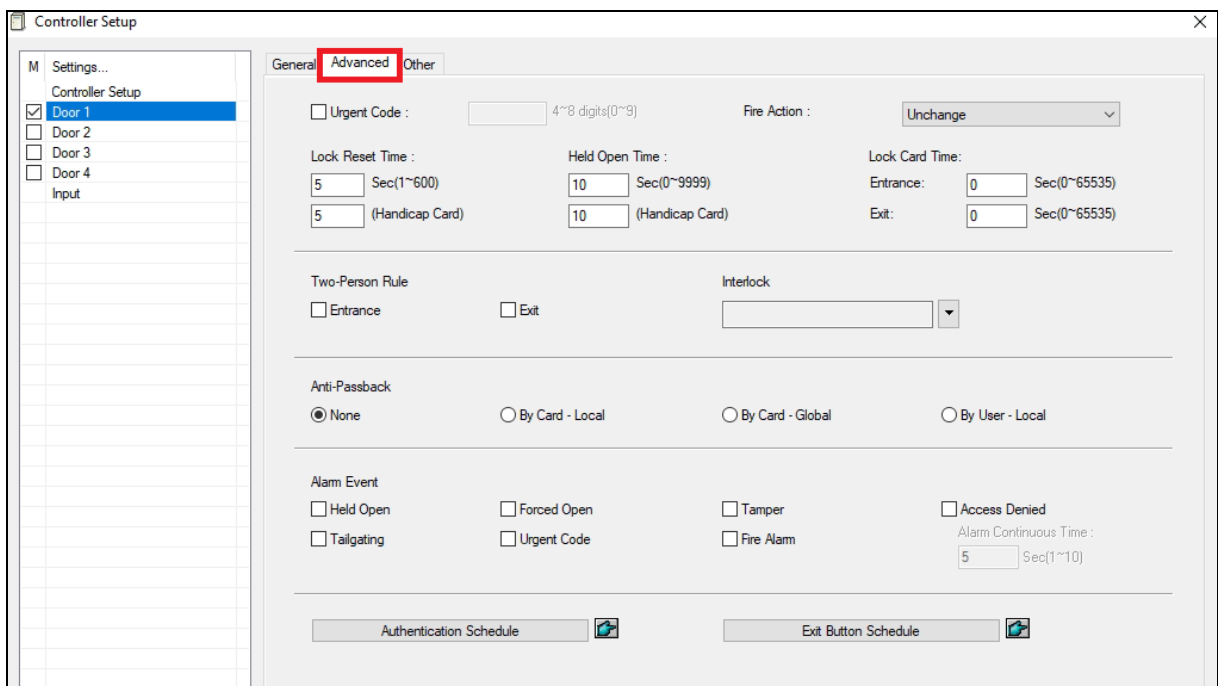 Controller Setup
M Settings...
Controller Setup
Door 1
Door 2
Door 3
Door 4
Input
General Advanced Other
Urgent Code : 4~8 digits(0~9) Fire Action : Unchange
Lock Reset Time : Held Open Time : Lock Card Time:
5 Sec(1~600) 10 Sec(0~9999) Entrance: 0 Sec(0~65535)
5 (Handicap Card) 10 (Handicap Card) Exit: 0 Sec(0~65535)
Two-Person Rule Interlock
Entrance Exit
Anti-Passback
None By Card - Local By Card - Global By User - Local
Alarm Event
Held Open Forced Open Tamper Access Denied
Tailgating Urgent Code Fire Alarm Alarm Continuous Time :
5 Sec(1~10)
Authentication Schedule Exit Button Schedule